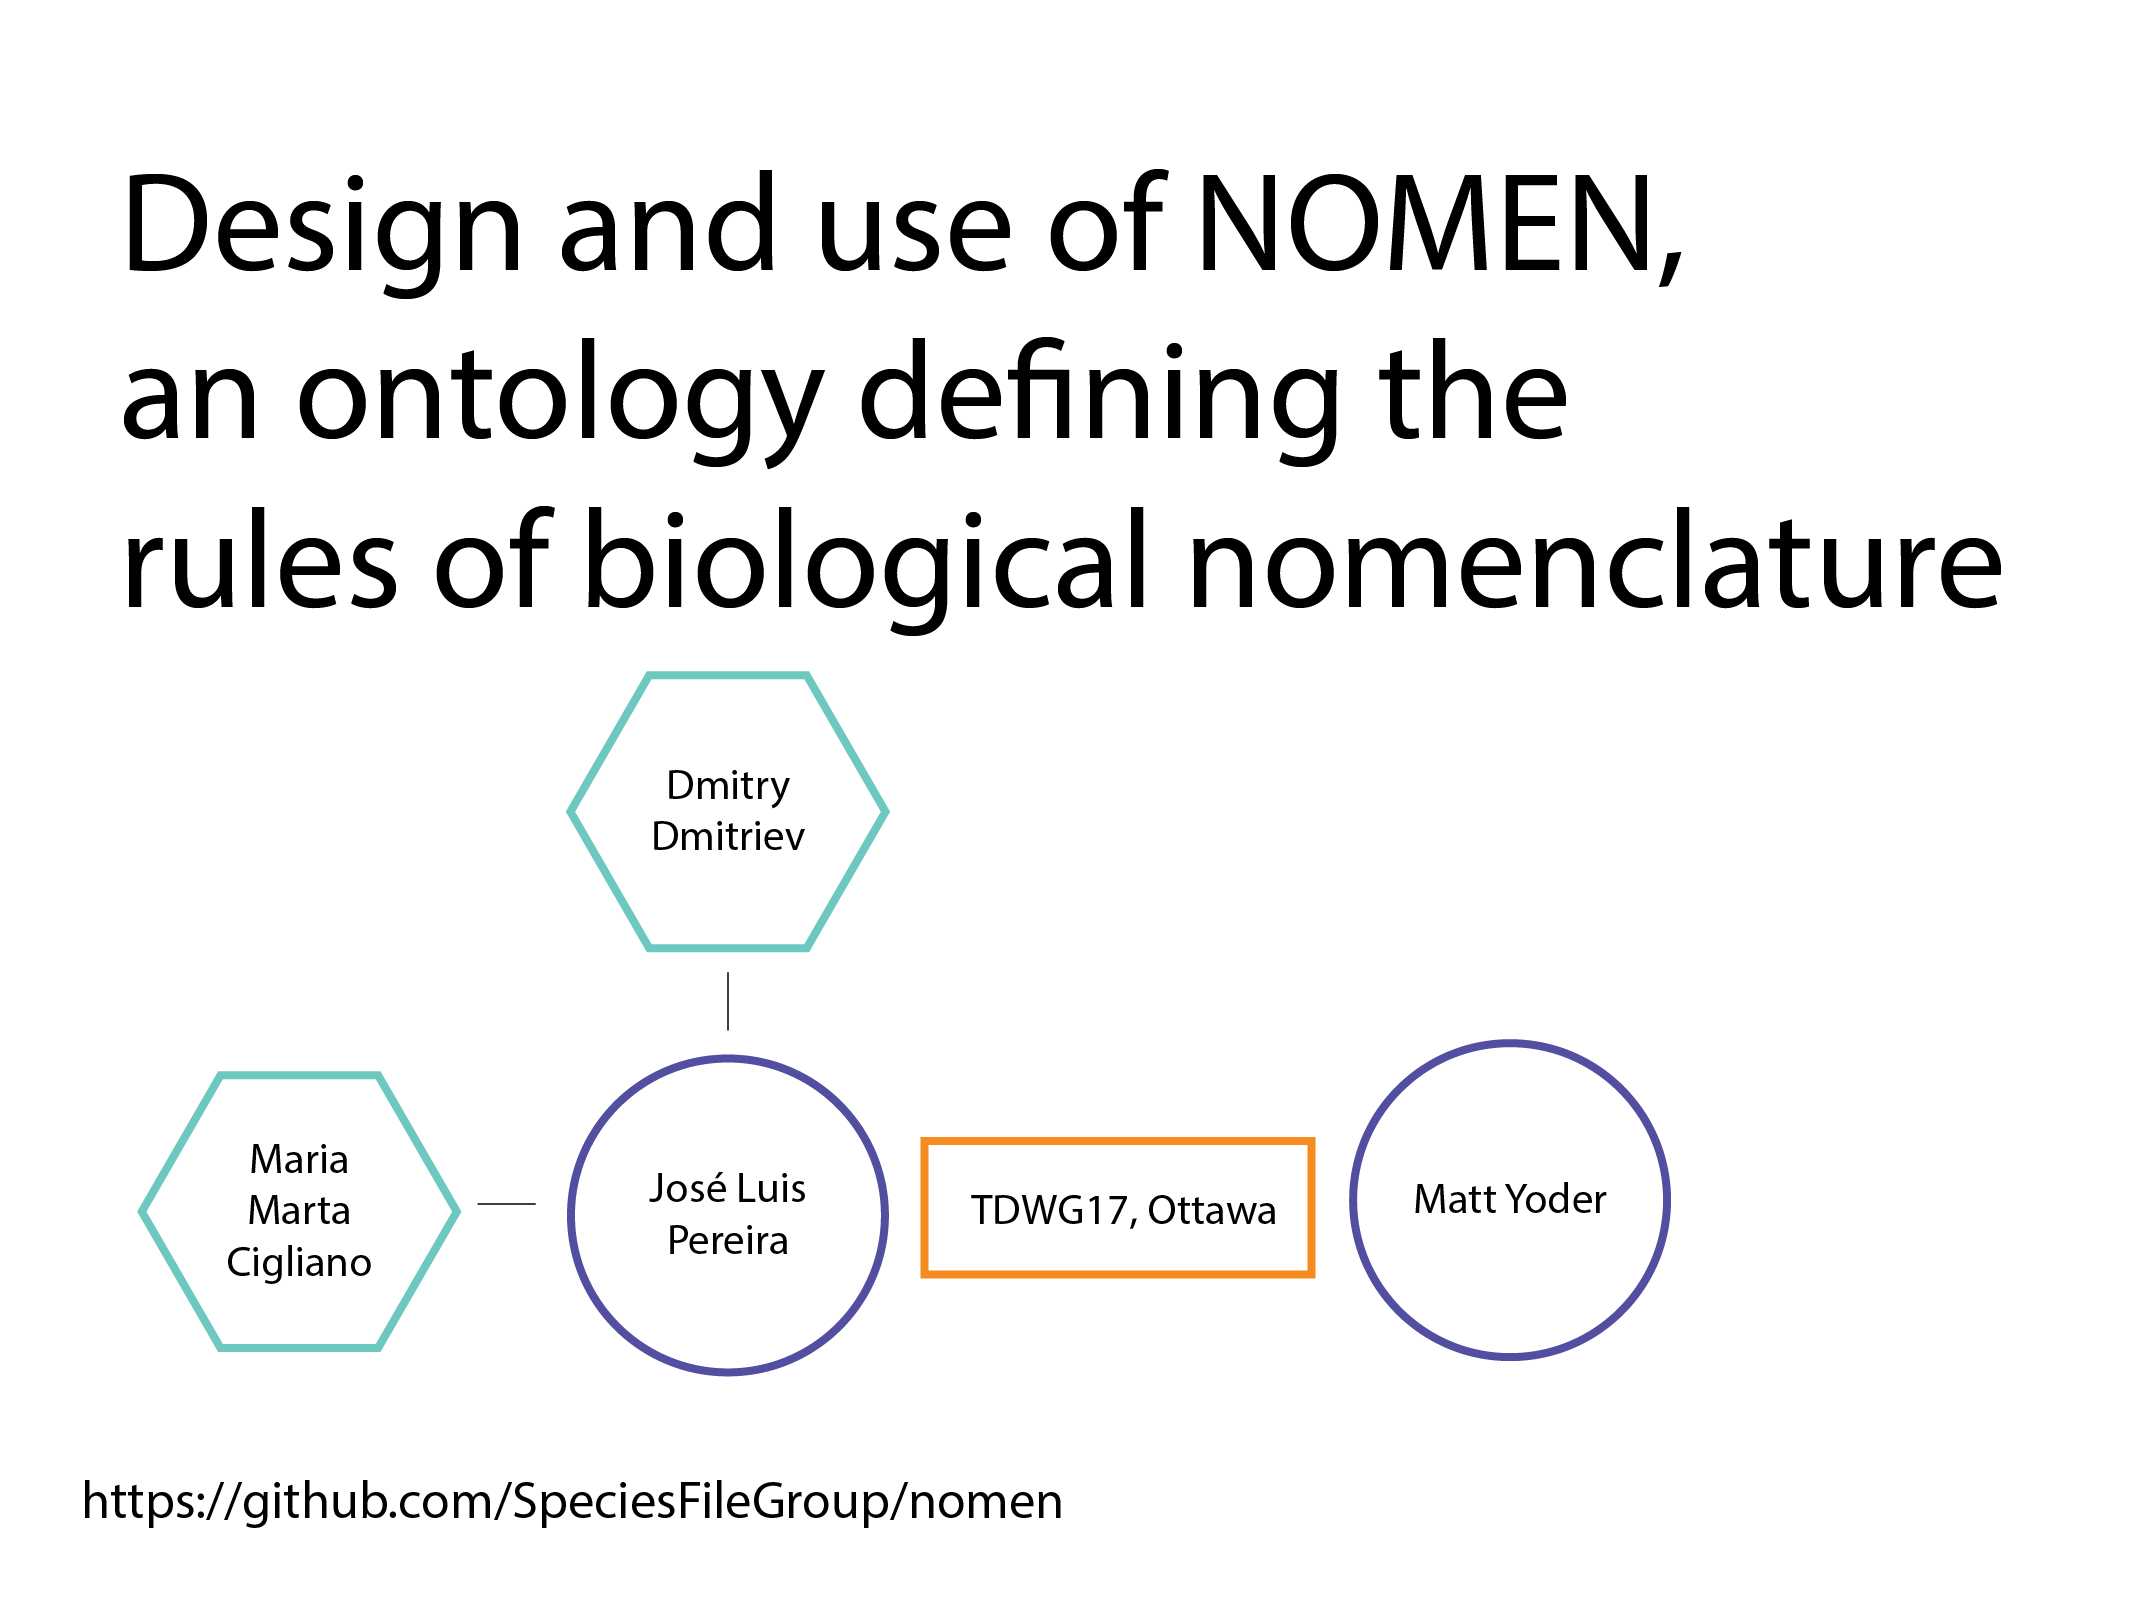 Design and use of NOMEN,
an ontology defining the
rules of biological nomenclature
Dmitry
Dmitriev
Maria
Marta
Cigliano
José Luis
Pereira
TDWG17, Ottawa
Matt Yoder
https://github.com/SpeciesFileGroup/nomen